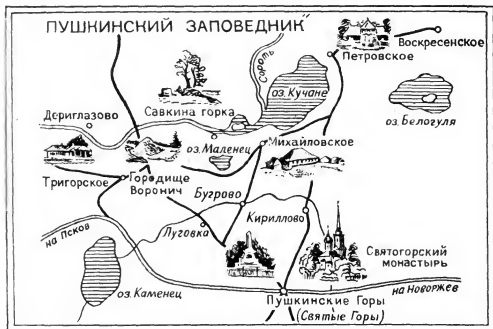 ПУШКИНСКИЙ ЗАПОВЕДНИК"
Воскресенское
Петровское
Сороть
оз. Кучане
Савкина горка
Дериглазово
оз. Белогуля
оз. Маленец
Михайловское
Тригорское
Городище
Воронич
Бугрово
Кириллово
Луговка
на Псков
Святогорский
монастырь
оз. Каменец
на Новоржев
Пушкинские Горы
(Святые Горы)